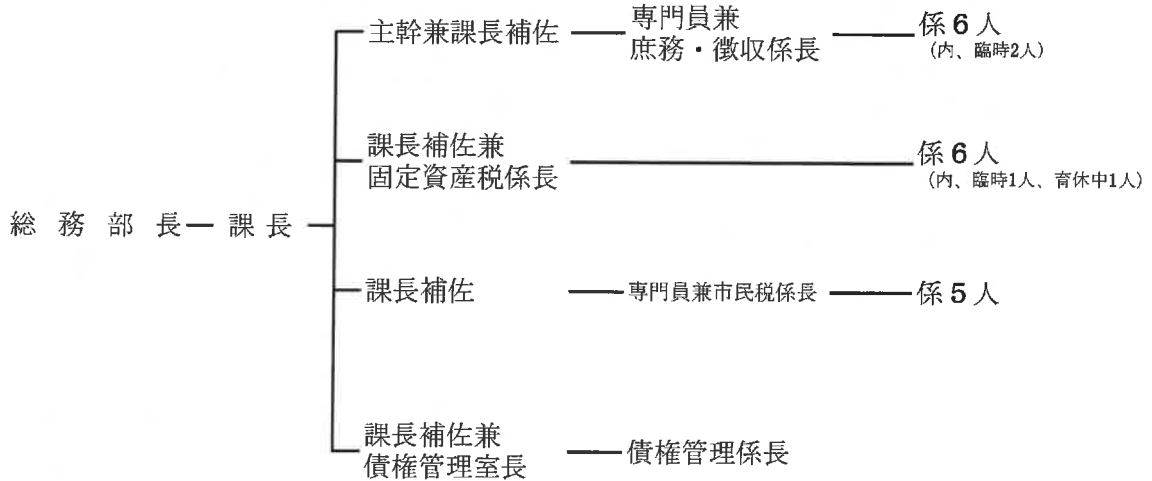 主幹兼課長補佐
専門員兼
庶務・徴収係長
係6人
(内、臨時2人)
課長補佐兼
固定資産税係長
係6人
(内、臨時1人、育休中1人)
総務部長
課長
課長補佐
専門員兼市民税係長
係5人
課長補佐兼
債権管理室長
債権管理係長